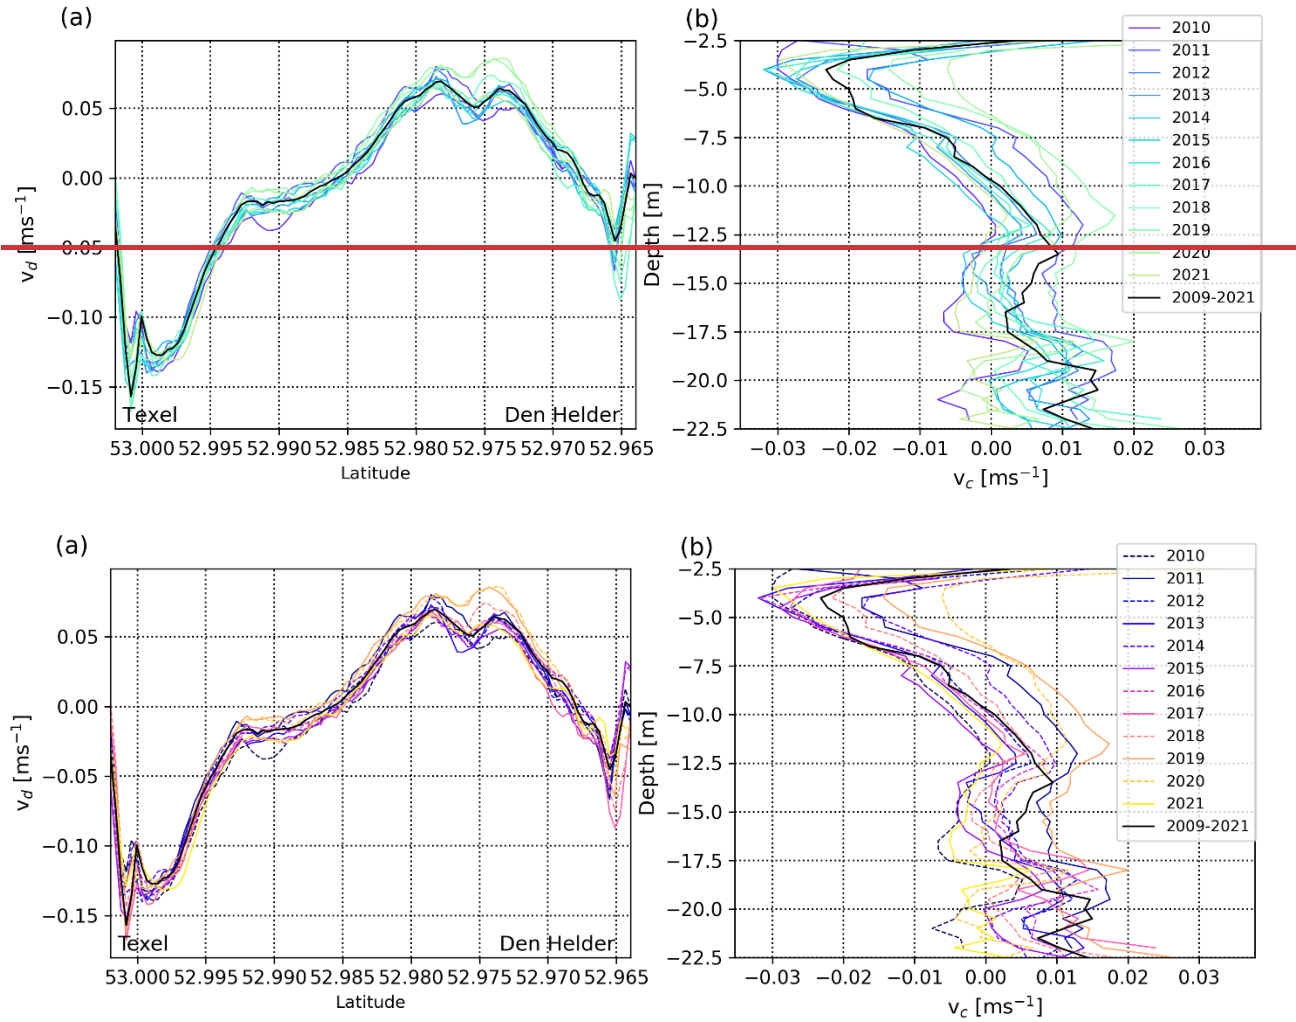 (a)
(b)
0.05
0.00
−0.05
−0.10
−0.15
v_d [ms⁻¹]
Texel
Den Helder
53.000 52.995 52.990 52.985 52.980 52.975 52.970 52.965
Latitude
−2.5
−5.0
−7.5
−10.0
−12.5
−15.0
−17.5
−20.0
−22.5
Depth [m]
−0.03 −0.02 −0.01 0.00 0.01 0.02 0.03
v_c [ms⁻¹]
2010
2011
2012
2013
2014
2015
2016
2017
2018
2019
2020
2021
2009-2021
(a)
(b)
0.05
0.00
−0.05
−0.10
−0.15
v_d [ms⁻¹]
Texel
Den Helder
53.000 52.995 52.990 52.985 52.980 52.975 52.970 52.965
Latitude
−2.5
−5.0
−7.5
−10.0
−12.5
−15.0
−17.5
−20.0
−22.5
Depth [m]
−0.03 −0.02 −0.01 0.00 0.01 0.02 0.03
v_c [ms⁻¹]
2010
2011
2012
2013
2014
2015
2016
2017
2018
2019
2020
2021
2009-2021